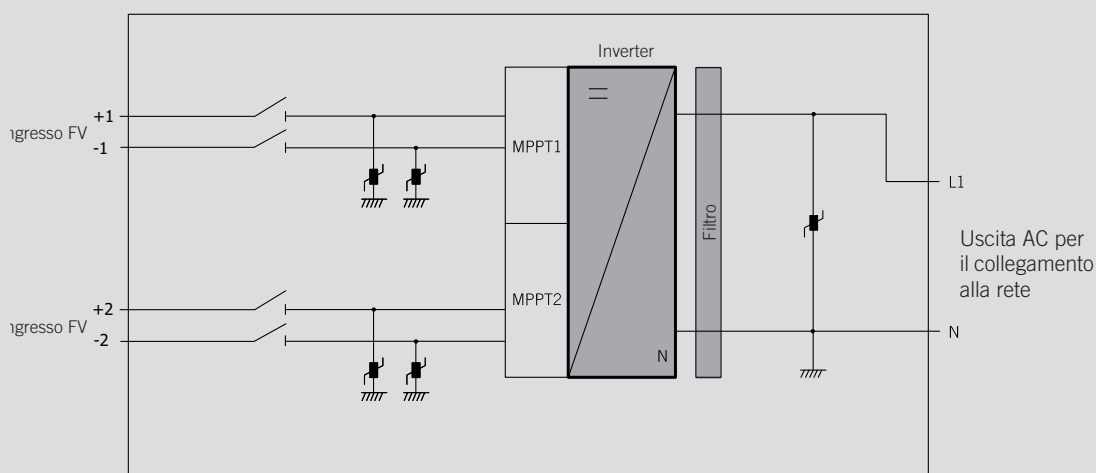 Inverter
+1
ngresso FV
-1
MPPT1
L1
Filtro
Uscita AC per
il collegamento
alla rete
MPPT2
+2
ngresso FV
-2
N
N